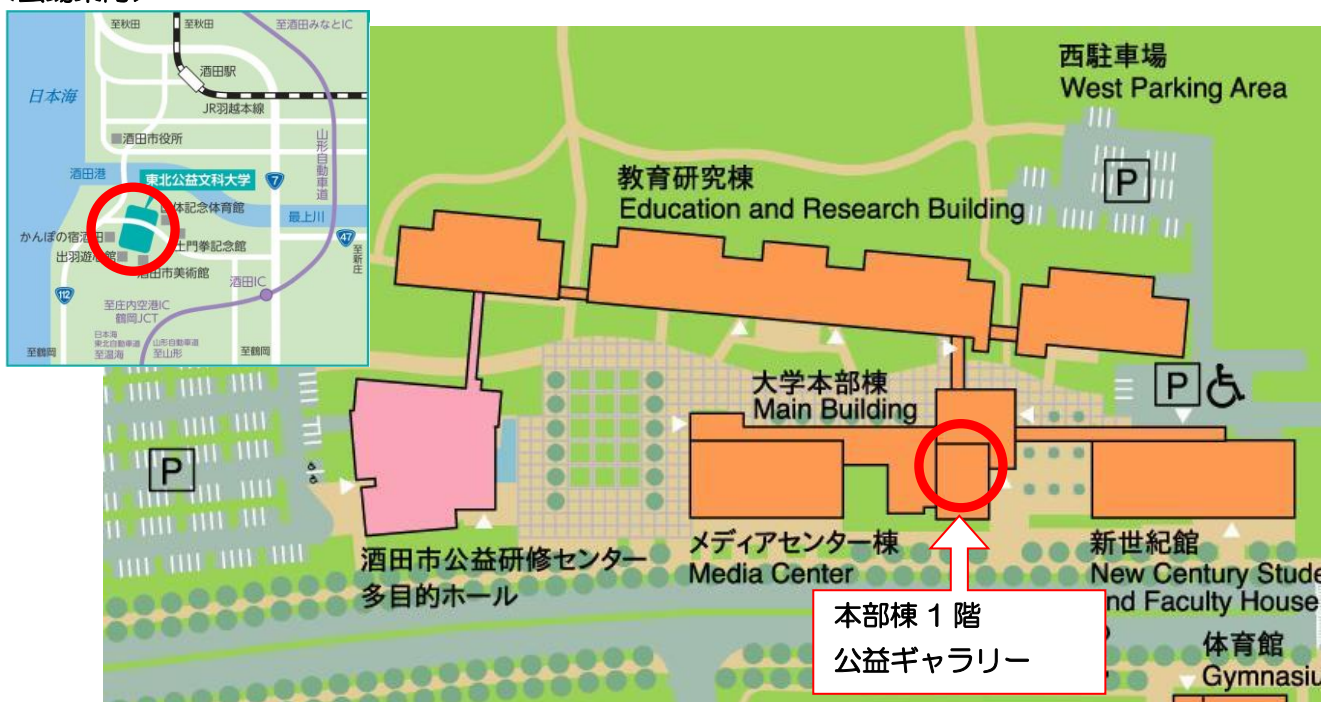 至秋田
至秋田
至酒田みなとIC
酒田駅
日本海
JR羽越本線
山形自動車道
酒田市役所
酒田港
東北公益文科大学
7
国体記念体育館
最上川
かんぽの宿酒田
土門拳記念館
47
至新庄
出羽遊心館
酒田市美術館
酒田IC
112
至庄内空港IC
鶴岡JCT
日本海
東北自動車道
至温海
山形自動車道
至山形
至鶴岡
至鶴岡
西駐車場
West Parking Area
P
教育研究棟
Education and Research Building
大学本部棟
Main Building
P
P
メディアセンター棟
Media Center
新世紀館
New Century Stude
nd Faculty House
酒田市公益研修センター
多目的ホール
本部棟 1 階
公益ギャラリー
体育館
Gymnasiu